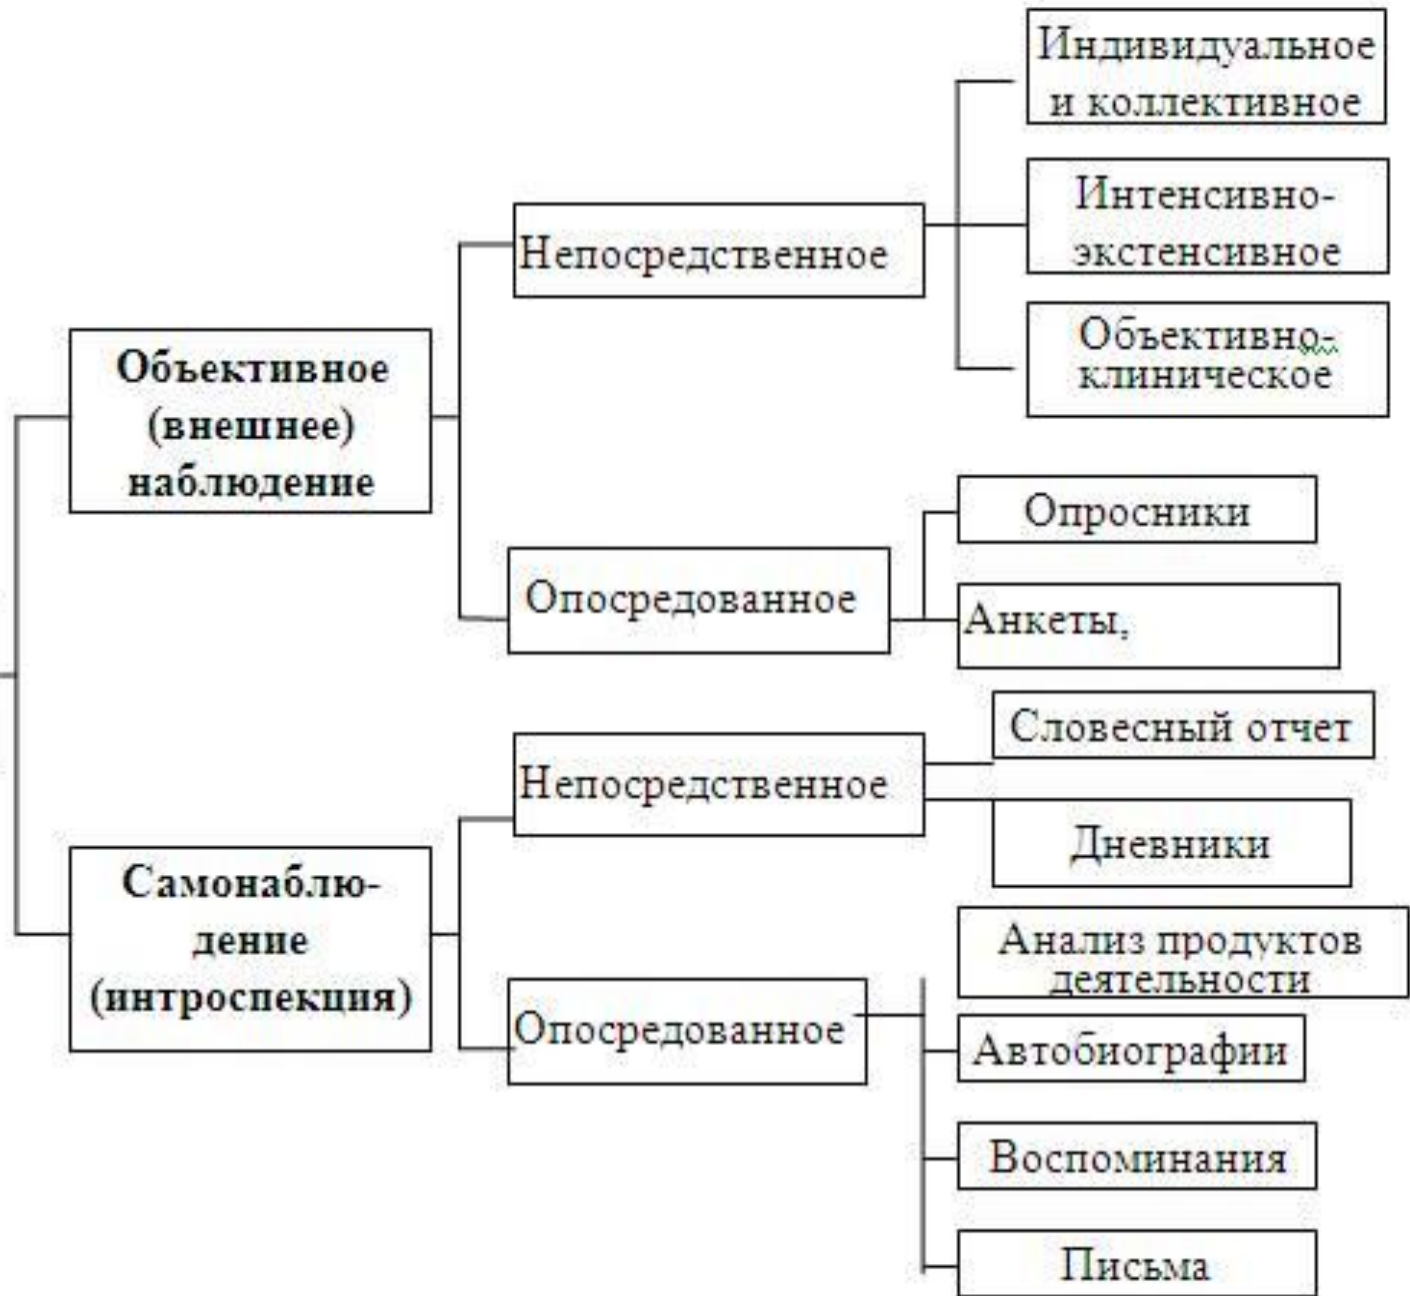 Индивидуальное
и коллективное
Интенсивно-
экстенсивное
Непосредственное
Объективно-
клиническое
Объективное
(внешнее)
наблюдение
Опросники
Опосредованное
Анкеты,
Словесный отчет
Непосредственное
Дневники
Самонаблю-
дение
(интроспекция)
Анализ продуктов
деятельности
Опосредованное
Автобиографии
Воспоминания
Письма